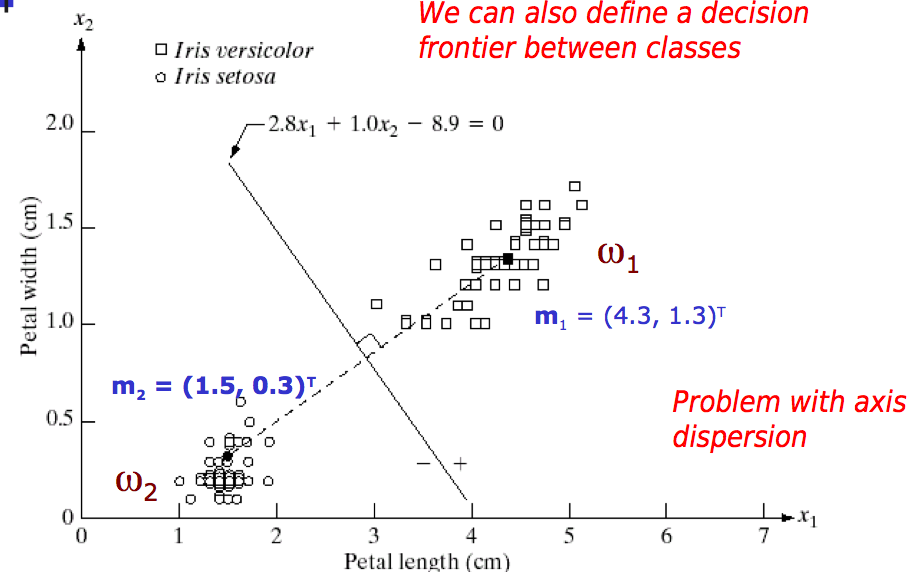 We can also define a decision
frontier between classes
x₂
□ Iris versicolor
○ Iris setosa
2.8x₁ + 1.0x₂ − 8.9 = 0
2.0
1.5
1.0
0.5
0
Petal width (cm)
ω₁
m₁ = (4.3, 1.3)ᵀ
m₂ = (1.5, 0.3)ᵀ
Problem with axis
dispersion
ω₂
− +
0 1 2 3 4 5 6 7 x₁
Petal length (cm)